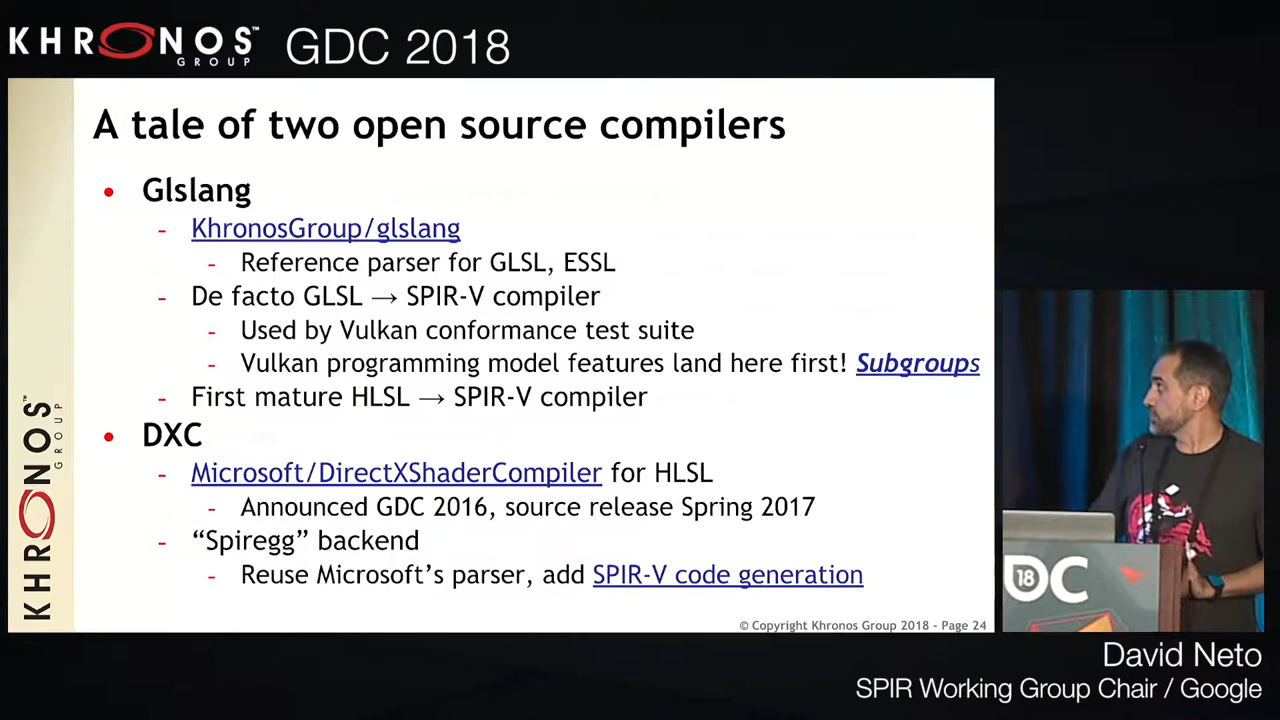 KHRONOS™ GDC 2018
GROUP
A tale of two open source compilers
• Glslang
- KhronosGroup/glslang
- Reference parser for GLSL, ESSL
- De facto GLSL → SPIR-V compiler
- Used by Vulkan conformance test suite
- Vulkan programming model features land here first! Subgroups
- First mature HLSL → SPIR-V compiler
• DXC
- Microsoft/DirectXShaderCompiler for HLSL
- Announced GDC 2016, source release Spring 2017
- “Spiregg” backend
- Reuse Microsoft’s parser, add SPIR-V code generation
KHRONOS™
GROUP
© Copyright Khronos Group 2018 - Page 24
18
DC
David Neto
SPIR Working Group Chair / Google